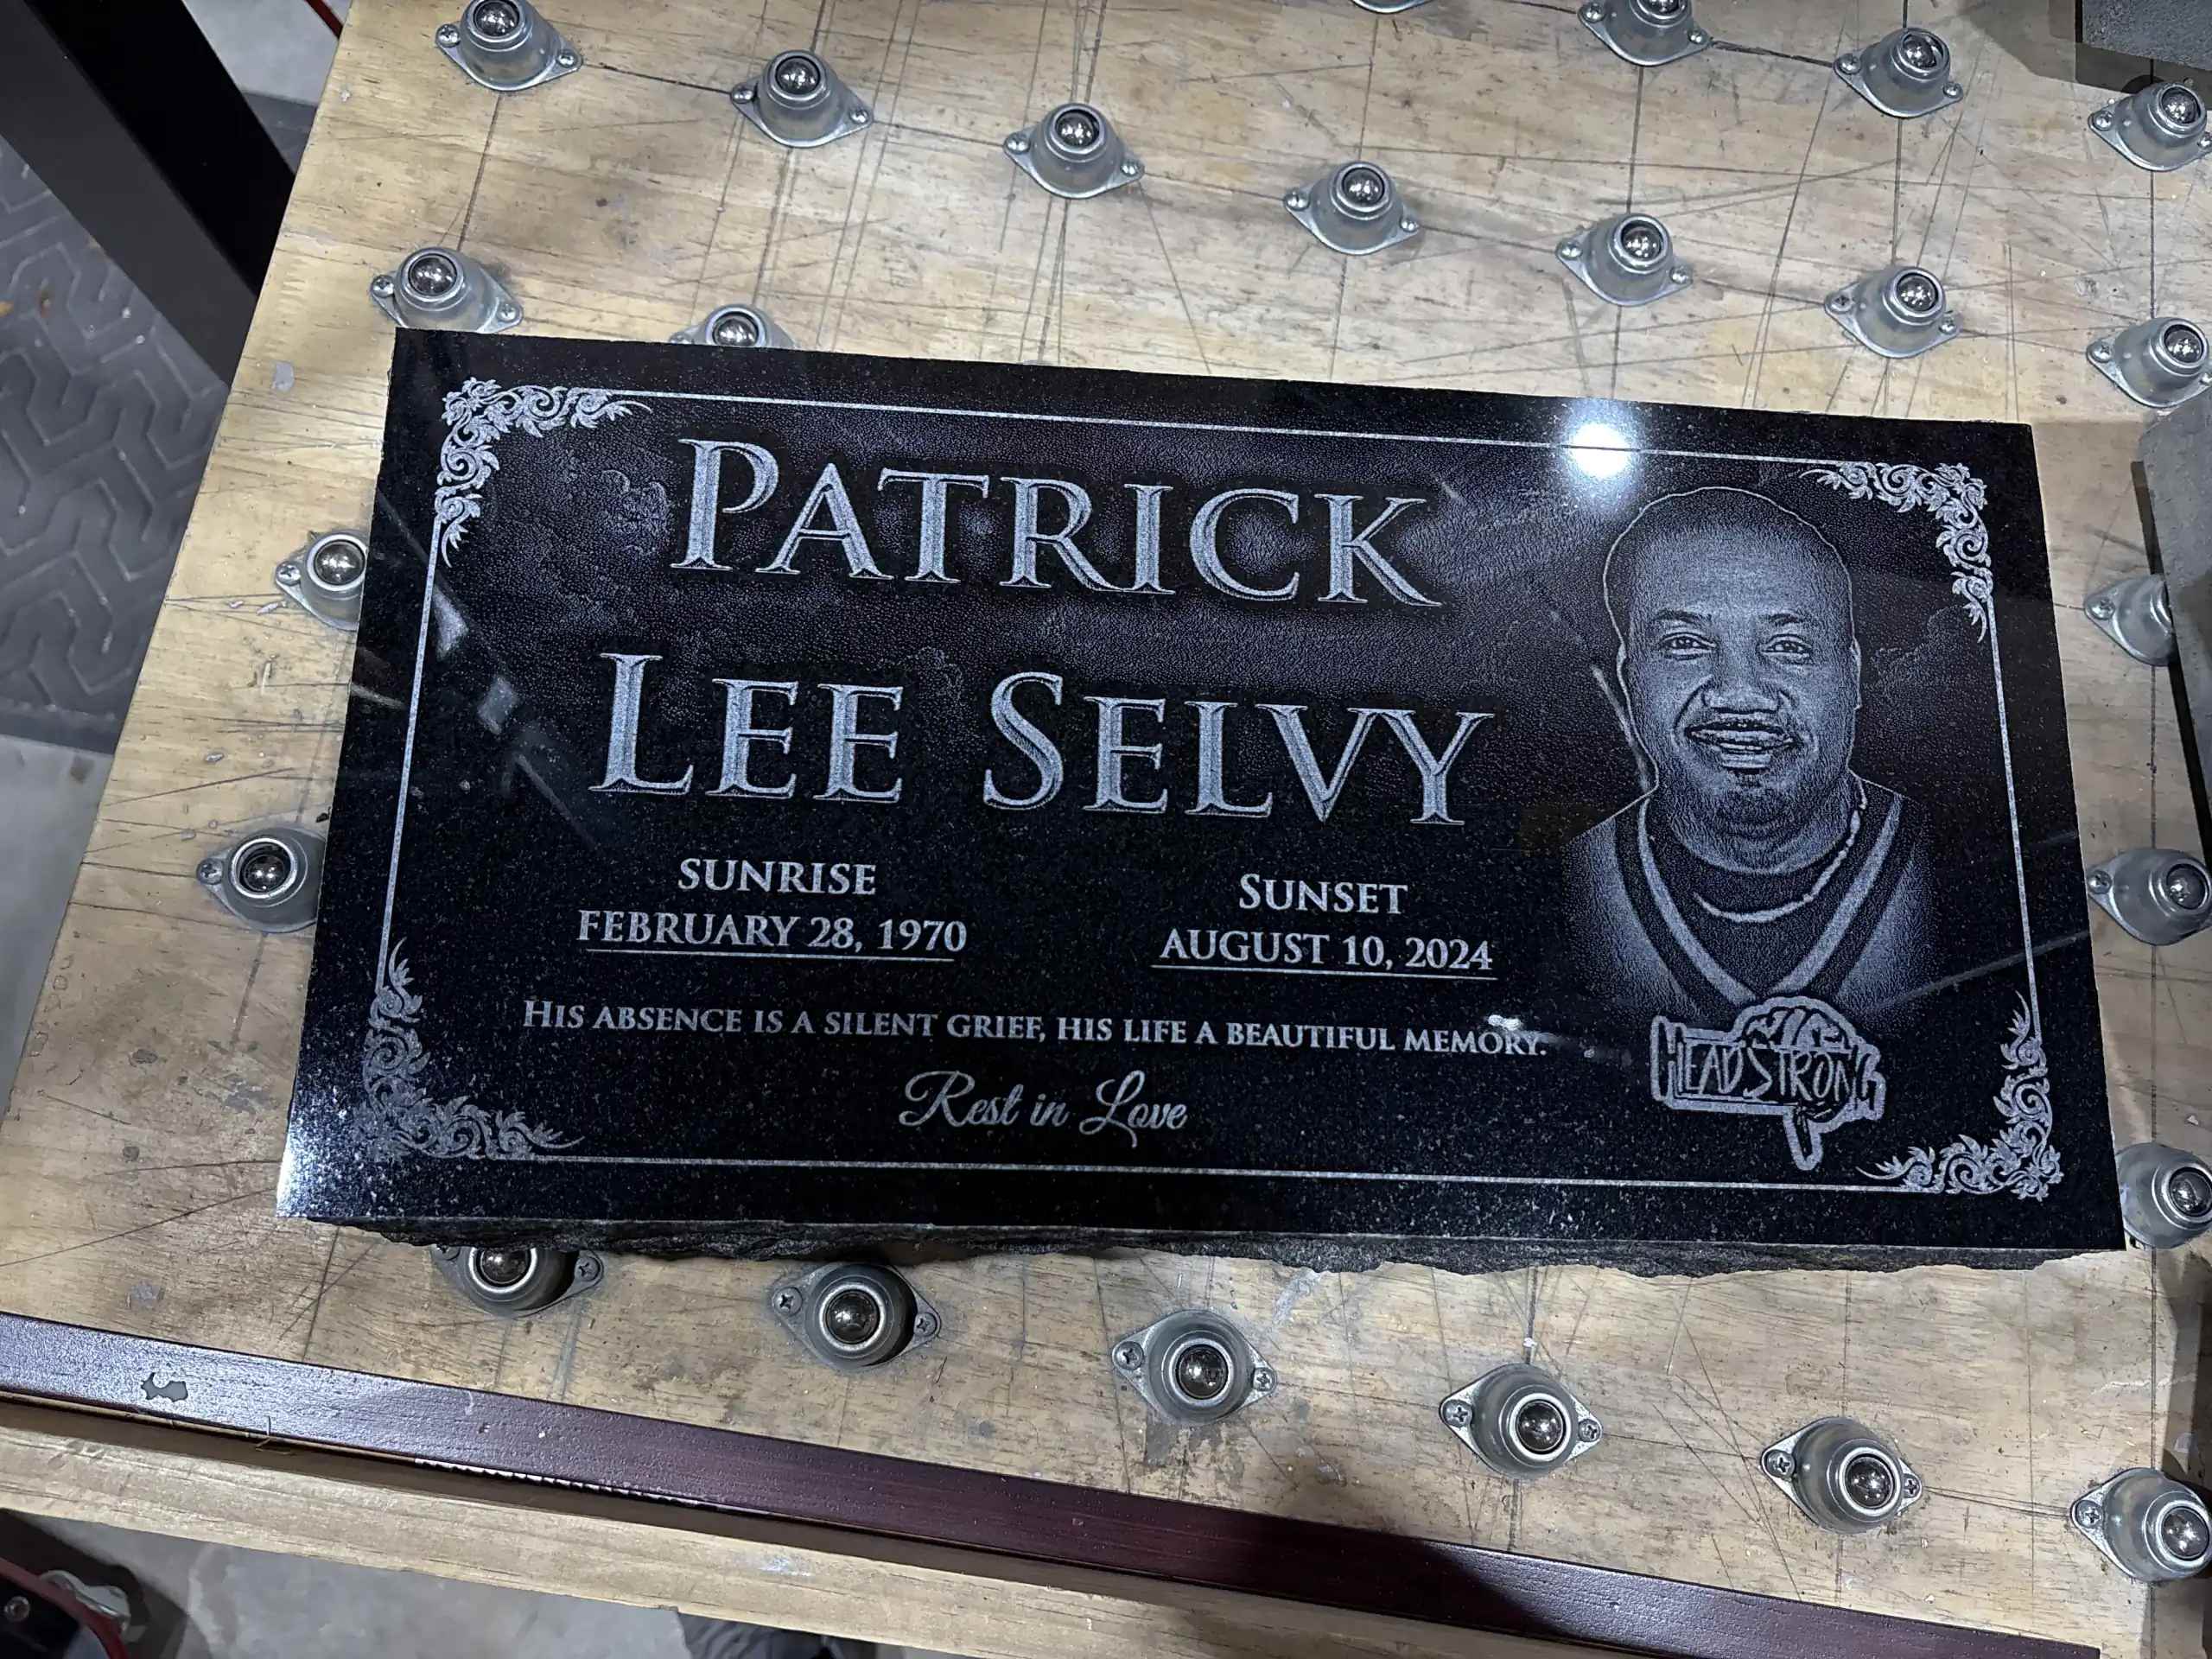 PATRICK
LEE SELVY
SUNRISE
FEBRUARY 28, 1970
SUNSET
AUGUST 10, 2024
HIS ABSENCE IS A SILENT GRIEF, HIS LIFE A BEAUTIFUL MEMORY.
Rest in Love
HEADSTRONG